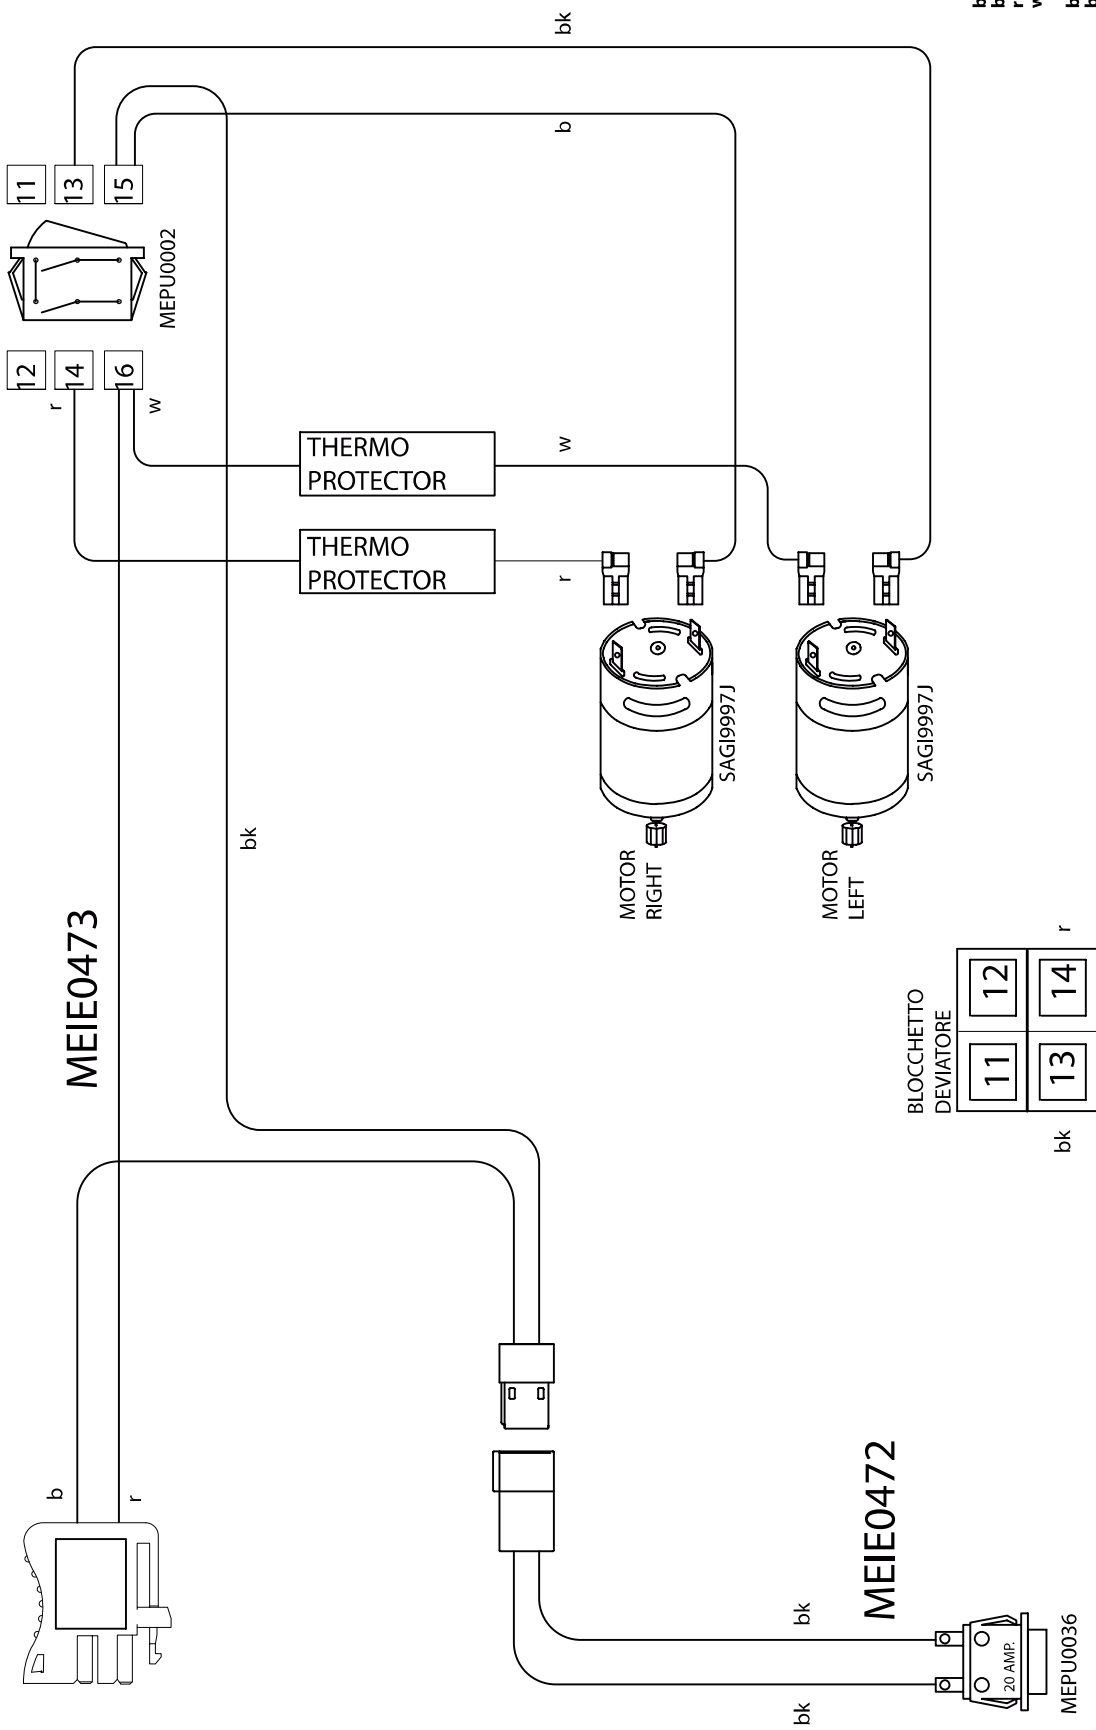 bk
b
11
13
15
MEPU0002
12
14
16
r
w
THERMO
PROTECTOR
w
THERMO
PROTECTOR
r
SAGI9997J
SAGI9997J
MOTOR
RIGHT
MOTOR
LEFT
bk
MEIE0473
BLOCCHETTO
DEVIATORE
11
12
13
14
r
bk
b
r
MEIE0472
bk
bk
20 AMP.
MEPU0036